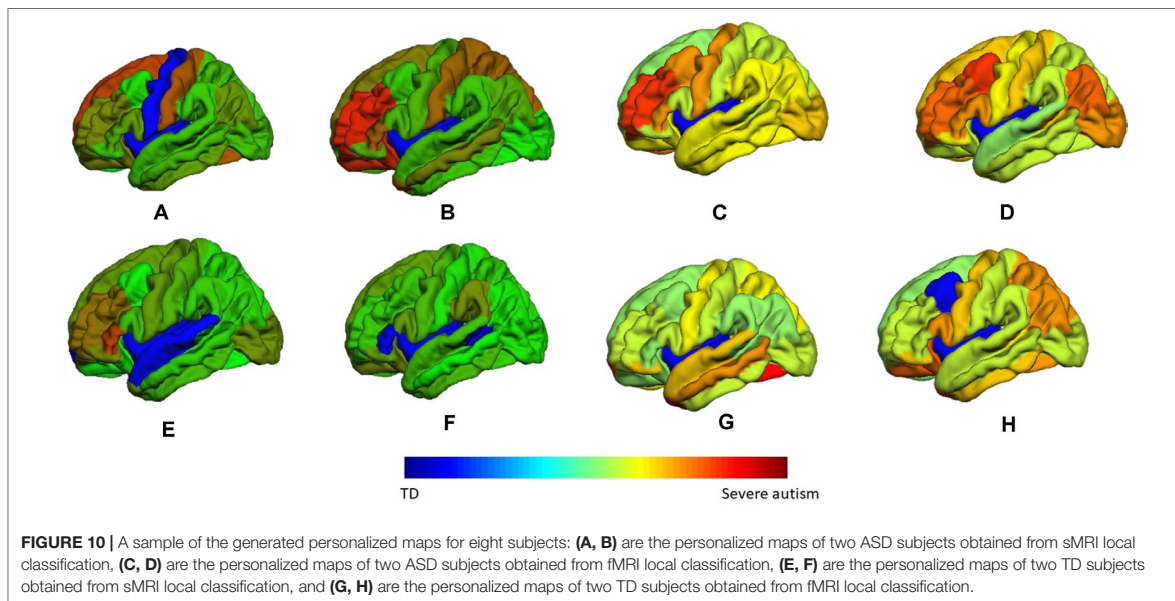 A
B
C
D
E
F
G
H
TD
Severe autism
FIGURE 10 | A sample of the generated personalized maps for eight subjects: (A, B) are the personalized maps of two ASD subjects obtained from sMRI local
classification, (C, D) are the personalized maps of two ASD subjects obtained from fMRI local classification, (E, F) are the personalized maps of two TD subjects
obtained from sMRI local classification, and (G, H) are the personalized maps of two TD subjects obtained from fMRI local classification.